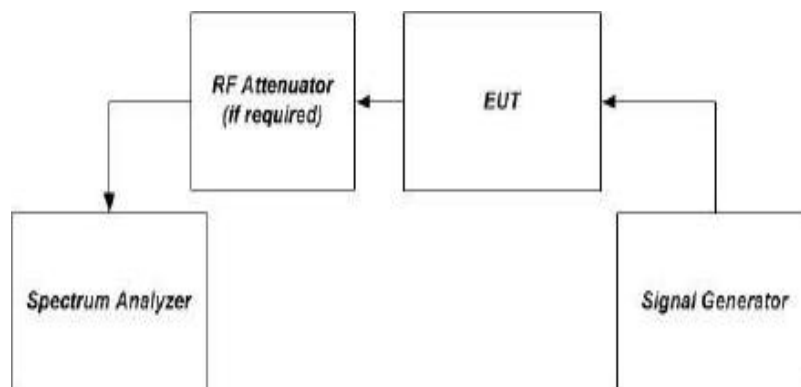 RF Attenuator
(if required)
EUT
Spectrum Analyzer
Signal Generator